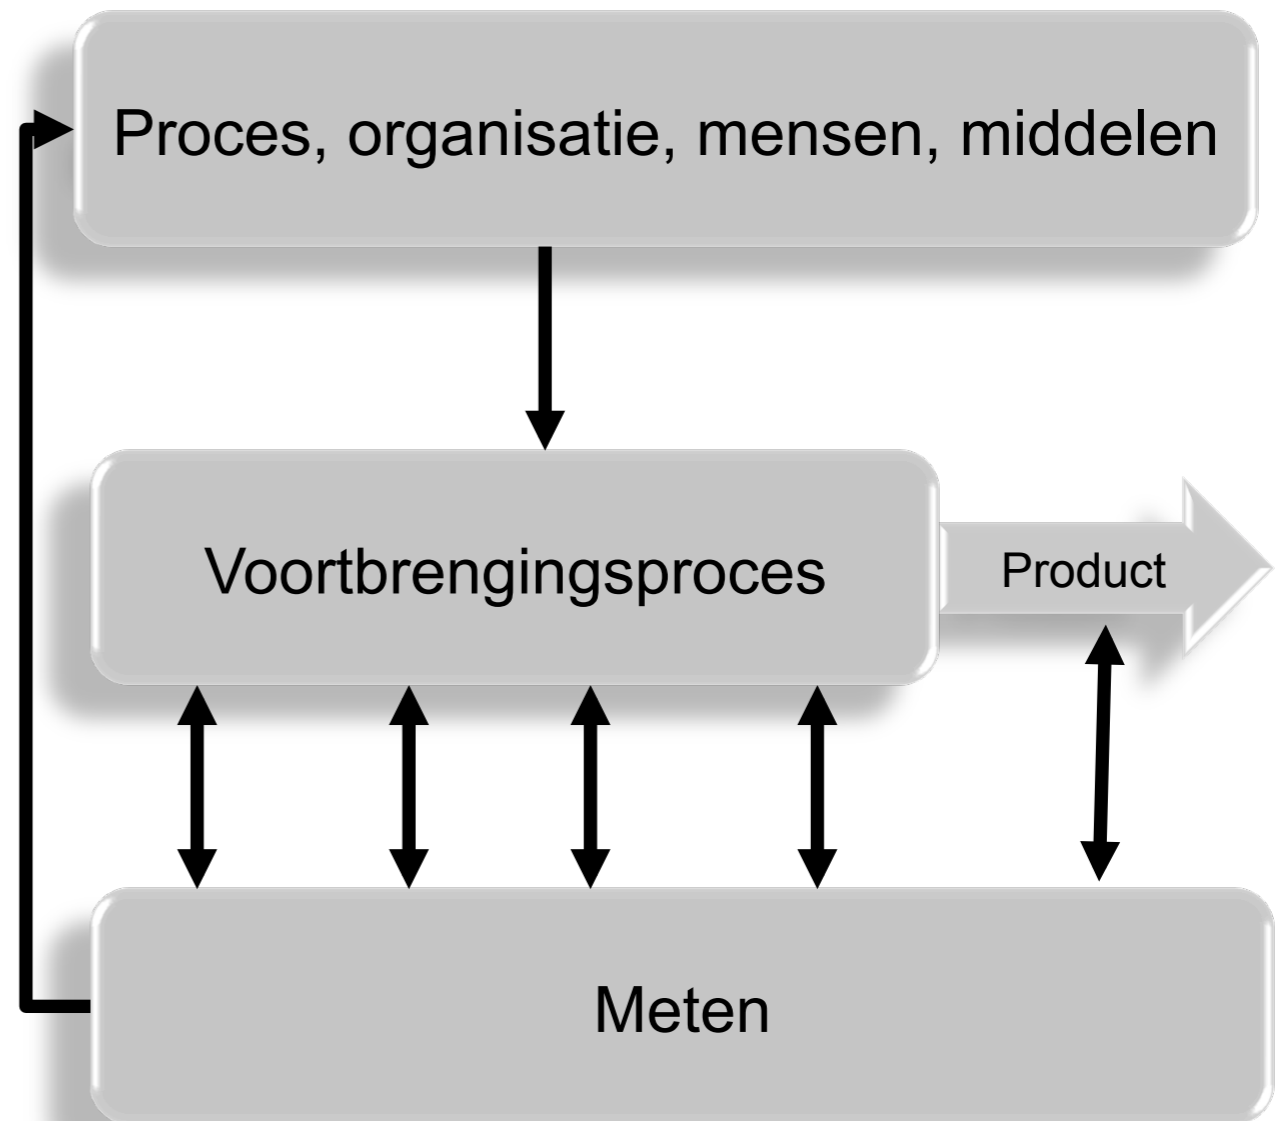 Proces, organisatie, mensen, middelen
Voortbrengingsproces
Product
Meten